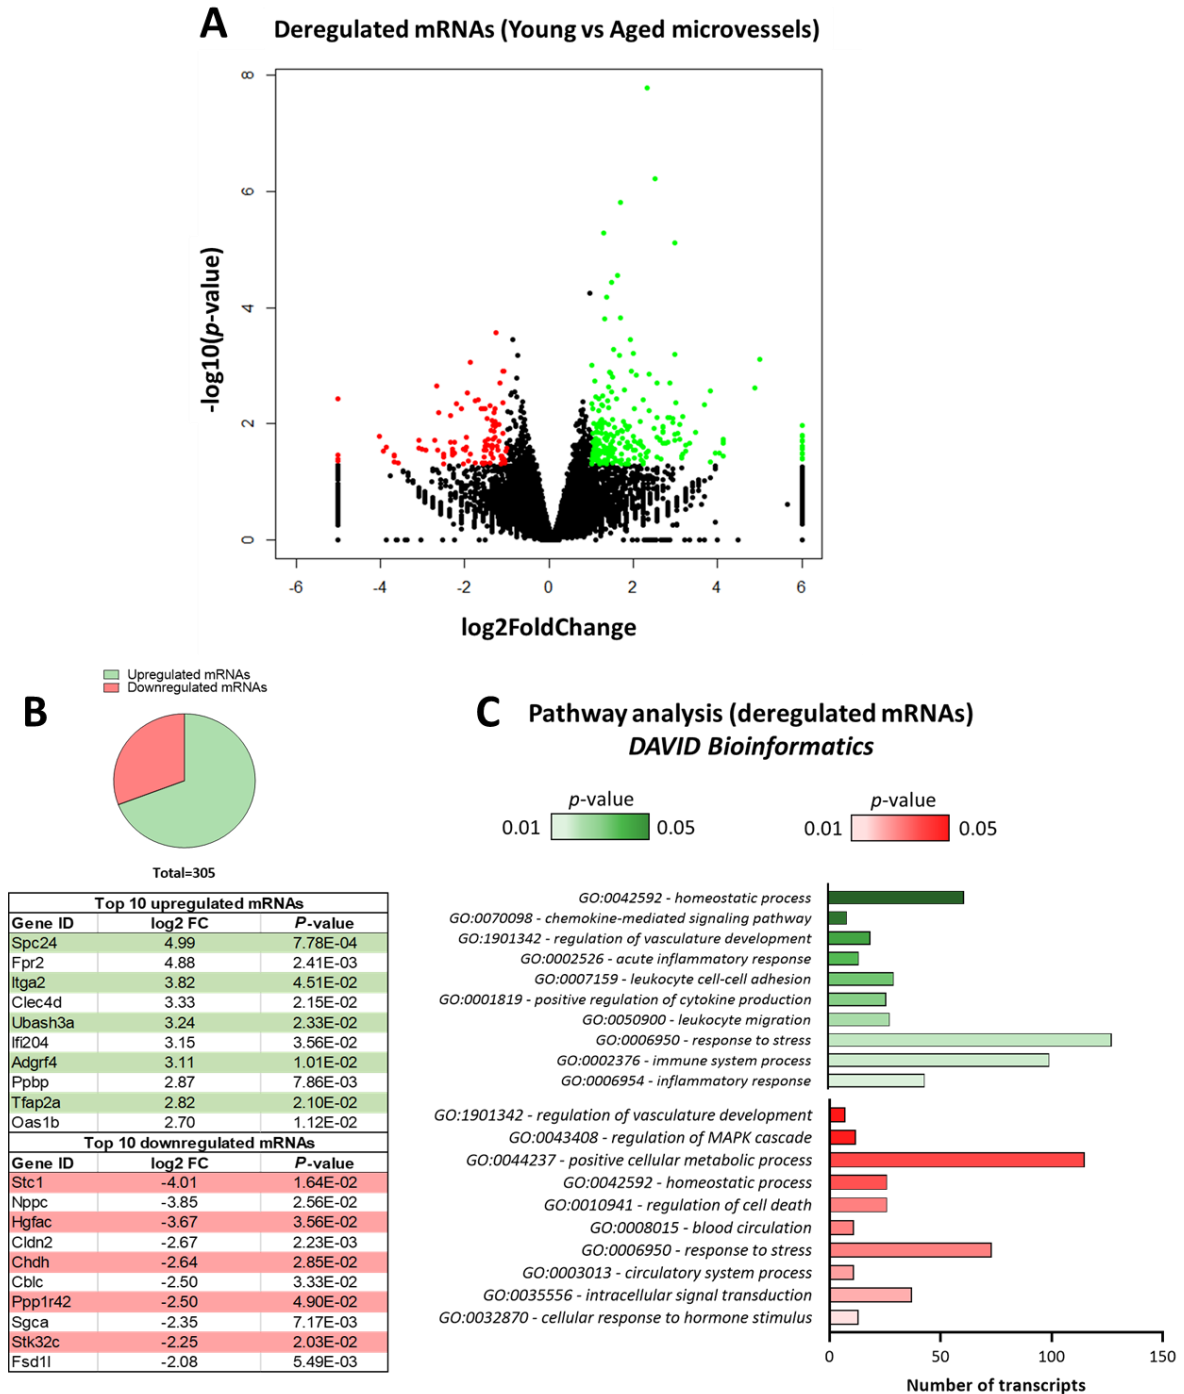 A
Deregulated mRNAs (Young vs Aged microvessels)
8
6
4
2
0
-log10(p-value)
-6 -4 -2 0 2 4 6
log2FoldChange
B
Upregulated mRNAs
Downregulated mRNAs
Total=305
Top 10 upregulated mRNAs
Gene ID log2 FC P-value
Spc24 4.99 7.78E-04
Fpr2 4.88 2.41E-03
Itga2 3.82 4.51E-02
Clec4d 3.33 2.15E-02
Ubash3a 3.24 2.33E-02
Ifi204 3.15 3.56E-02
Adgrf4 3.11 1.01E-02
Ppbp 2.87 7.86E-03
Tfap2a 2.82 2.10E-02
Oas1b 2.70 1.12E-02
Top 10 downregulated mRNAs
Gene ID log2 FC P-value
Stc1 -4.01 1.64E-02
Nppc -3.85 2.56E-02
Hgfac -3.67 3.56E-02
Cldn2 -2.67 2.23E-03
Chdh -2.64 2.85E-02
Cblc -2.50 3.33E-02
Ppp1r42 -2.50 4.90E-02
Sgca -2.35 7.17E-03
Stk32c -2.25 2.03E-02
Fsd1l -2.08 5.49E-03
C
Pathway analysis (deregulated mRNAs)
DAVID Bioinformatics
p-value
0.01 0.05
p-value
0.01 0.05
GO:0042592 - homeostatic process
GO:0070098 - chemokine-mediated signaling pathway
GO:1901342 - regulation of vasculature development
GO:0002526 - acute inflammatory response
GO:0007159 - leukocyte cell-cell adhesion
GO:0001819 - positive regulation of cytokine production
GO:0050900 - leukocyte migration
GO:0006950 - response to stress
GO:0002376 - immune system process
GO:0006954 - inflammatory response
GO:1901342 - regulation of vasculature development
GO:0043408 - regulation of MAPK cascade
GO:0044237 - positive cellular metabolic process
GO:0042592 - homeostatic process
GO:0010941 - regulation of cell death
GO:0008015 - blood circulation
GO:0006950 - response to stress
GO:0003013 - circulatory system process
GO:0035556 - intracellular signal transduction
GO:0032870 - cellular response to hormone stimulus
0 50 100 150
Number of transcripts